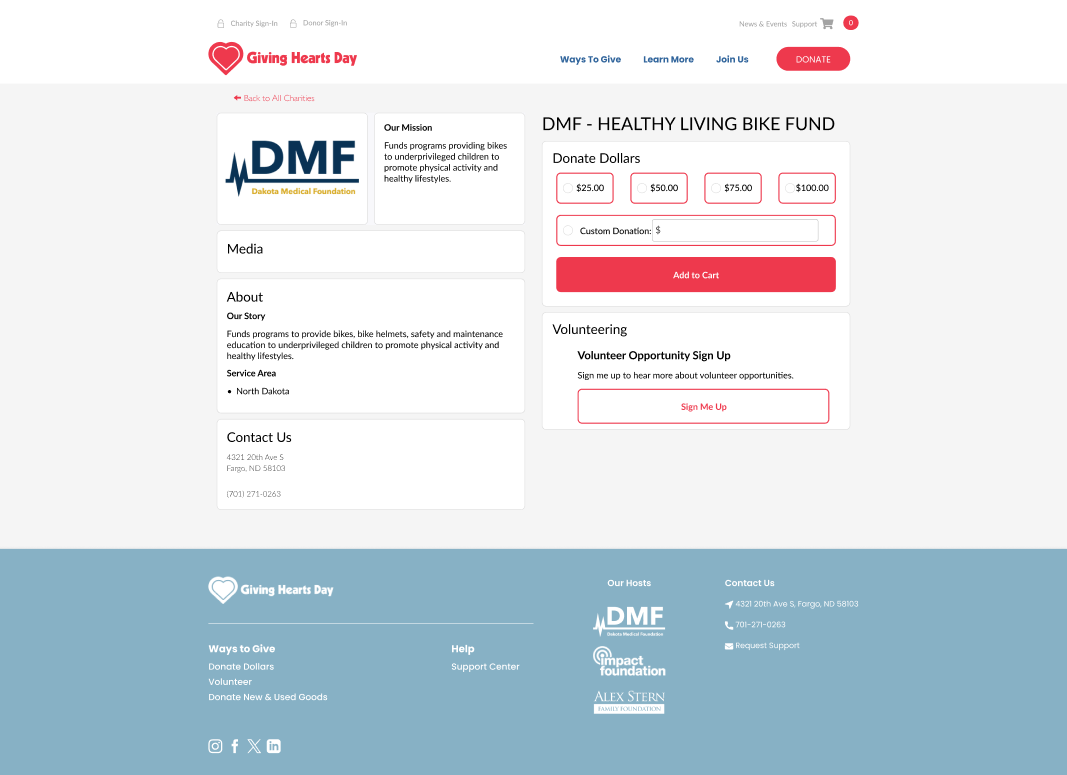 Charity Sign-In
Donor Sign-In
News & Events
Support
0
Giving Hearts Day
Ways To Give
Learn More
Join Us
DONATE
Back to All Charities
DMF
Dakota Medical Foundation
Our Mission
Funds programs providing bikes
to underprivileged children to
promote physical activity and
healthy lifestyles.
Media
About
Our Story
Funds programs to provide bikes, bike helmets, safety and maintenance
education to underprivileged children to promote physical activity and
healthy lifestyles.
Service Area
• North Dakota
Contact Us
4321 20th Ave S
Fargo, ND 58103
(701) 271-0263
DMF - HEALTHY LIVING BIKE FUND
Donate Dollars
$25.00
$50.00
$75.00
$100.00
Custom Donation: $
Add to Cart
Volunteering
Volunteer Opportunity Sign Up
Sign me up to hear more about volunteer opportunities.
Sign Me Up
Giving Hearts Day
Ways to Give
Donate Dollars
Volunteer
Donate New & Used Goods
Help
Support Center
Our Hosts
DMF
Dakota Medical Foundation
impact
foundation
ALEX STERN
FAMILY FOUNDATION
Contact Us
4321 20th Ave S, Fargo, ND 58103
701-271-0263
Request Support